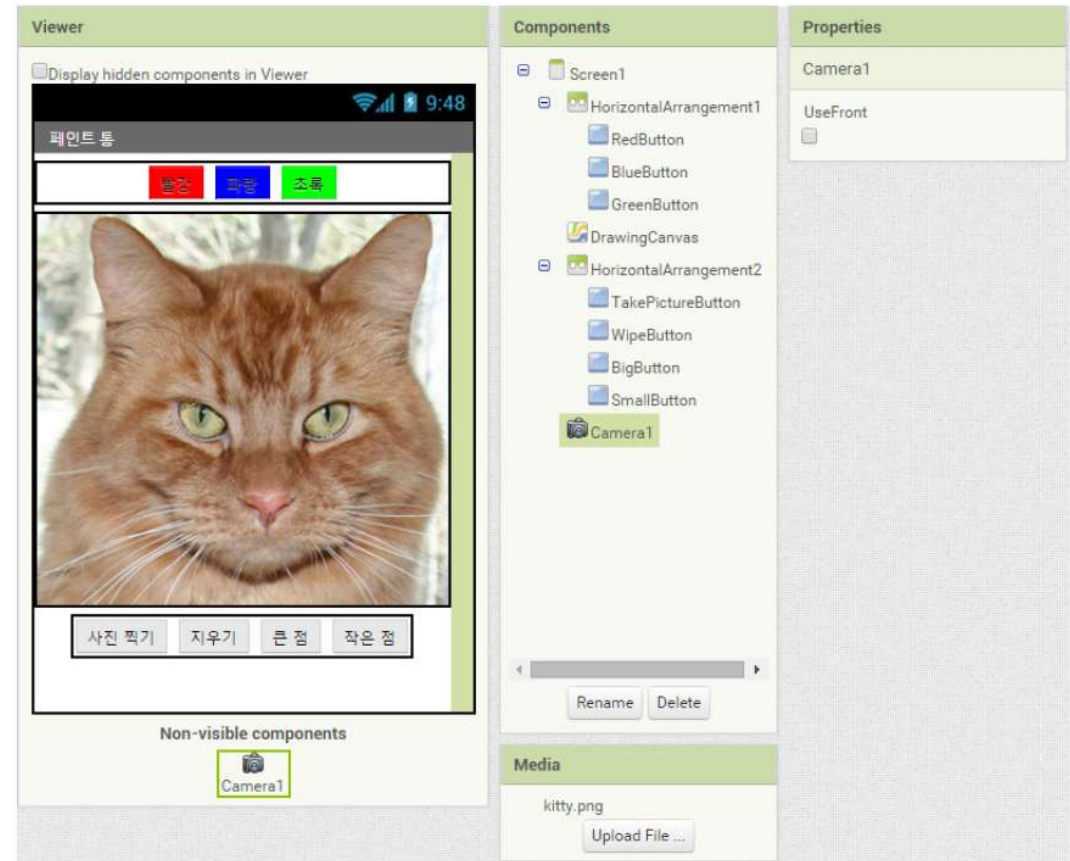 Viewer
Display hidden components in Viewer
9:48
페인트 통
빨강 파랑 초록
사진 찍기 지우기 큰 점 작은 점
Non-visible components
Camera1
Components
Screen1
HorizontalArrangement1
RedButton
BlueButton
GreenButton
DrawingCanvas
HorizontalArrangement2
TakePictureButton
WipeButton
BigButton
SmallButton
Camera1
Rename Delete
Media
kitty.png
Upload File ...
Properties
Camera1
UseFront